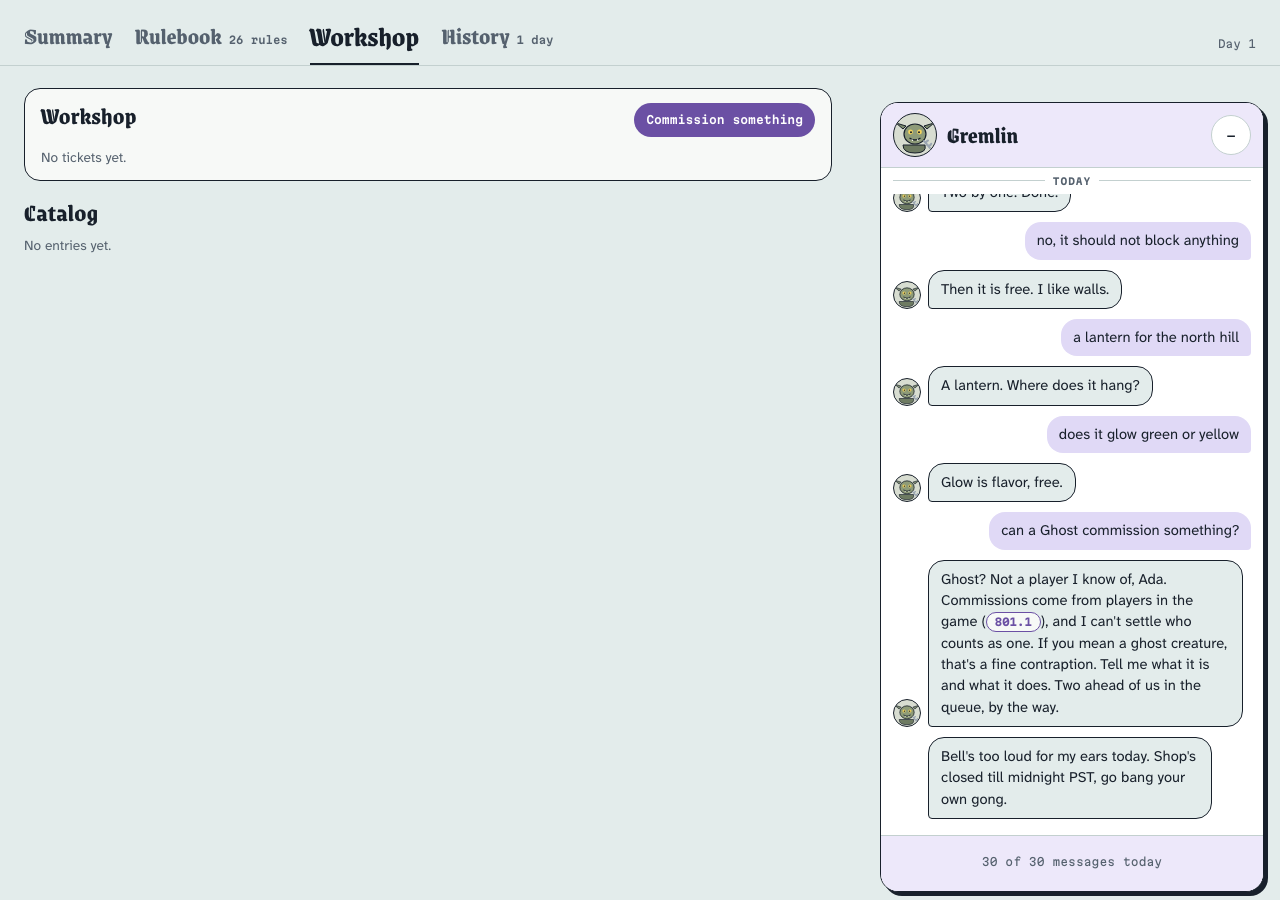 Summary Rulebook 26 rules Workshop History 1 day Day 1
Workshop
Commission something
No tickets yet.
Catalog
No entries yet.
Gremlin
–
TODAY
Two by one. Done.
no, it should not block anything
Then it is free. I like walls.
a lantern for the north hill
A lantern. Where does it hang?
does it glow green or yellow
Glow is flavor, free.
can a Ghost commission something?
Ghost? Not a player I know of, Ada.
Commissions come from players in the
game (801.1), and I can't settle who
counts as one. If you mean a ghost creature,
that's a fine contraption. Tell me what it is
and what it does. Two ahead of us in the
queue, by the way.
Bell's too loud for my ears today. Shop's
closed till midnight PST, go bang your
own gong.
30 of 30 messages today